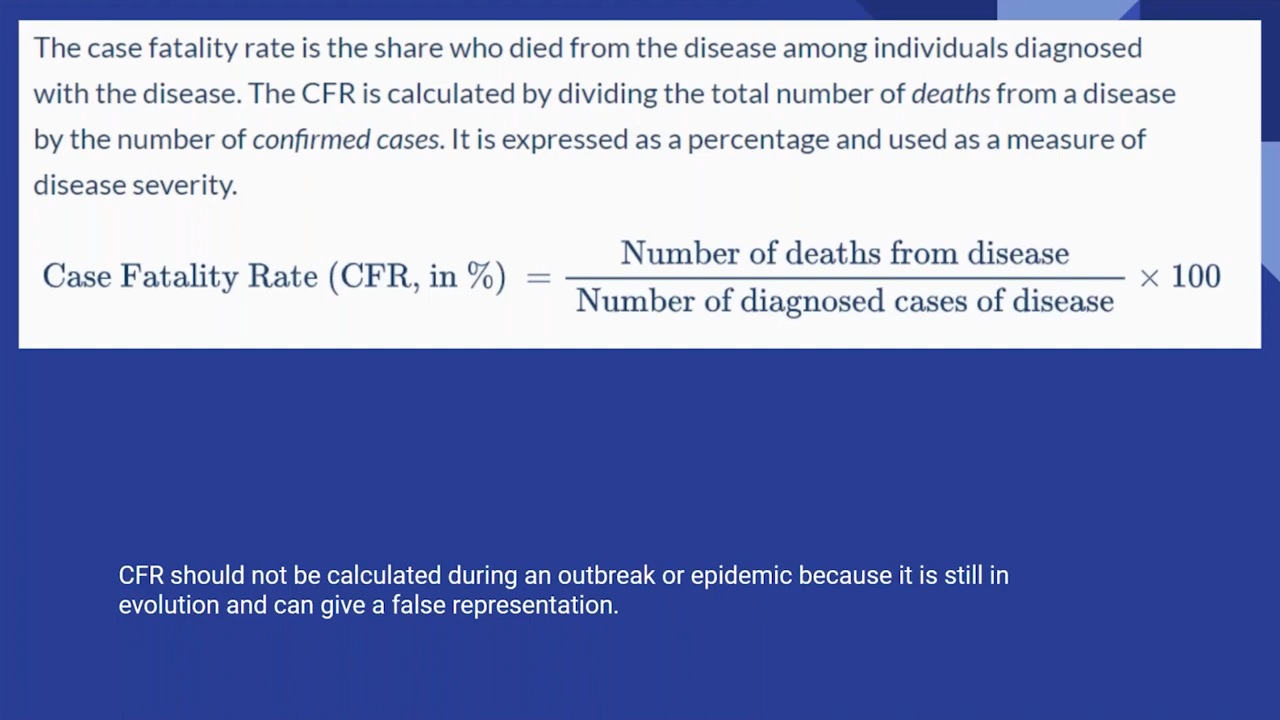 The case fatality rate is the share who died from the disease among individuals diagnosed
with the disease. The CFR is calculated by dividing the total number of deaths from a disease
by the number of confirmed cases. It is expressed as a percentage and used as a measure of
disease severity.
Case Fatality Rate (CFR, in %) = Number of deaths from disease / Number of diagnosed cases of disease × 100
CFR should not be calculated during an outbreak or epidemic because it is still in
evolution and can give a false representation.